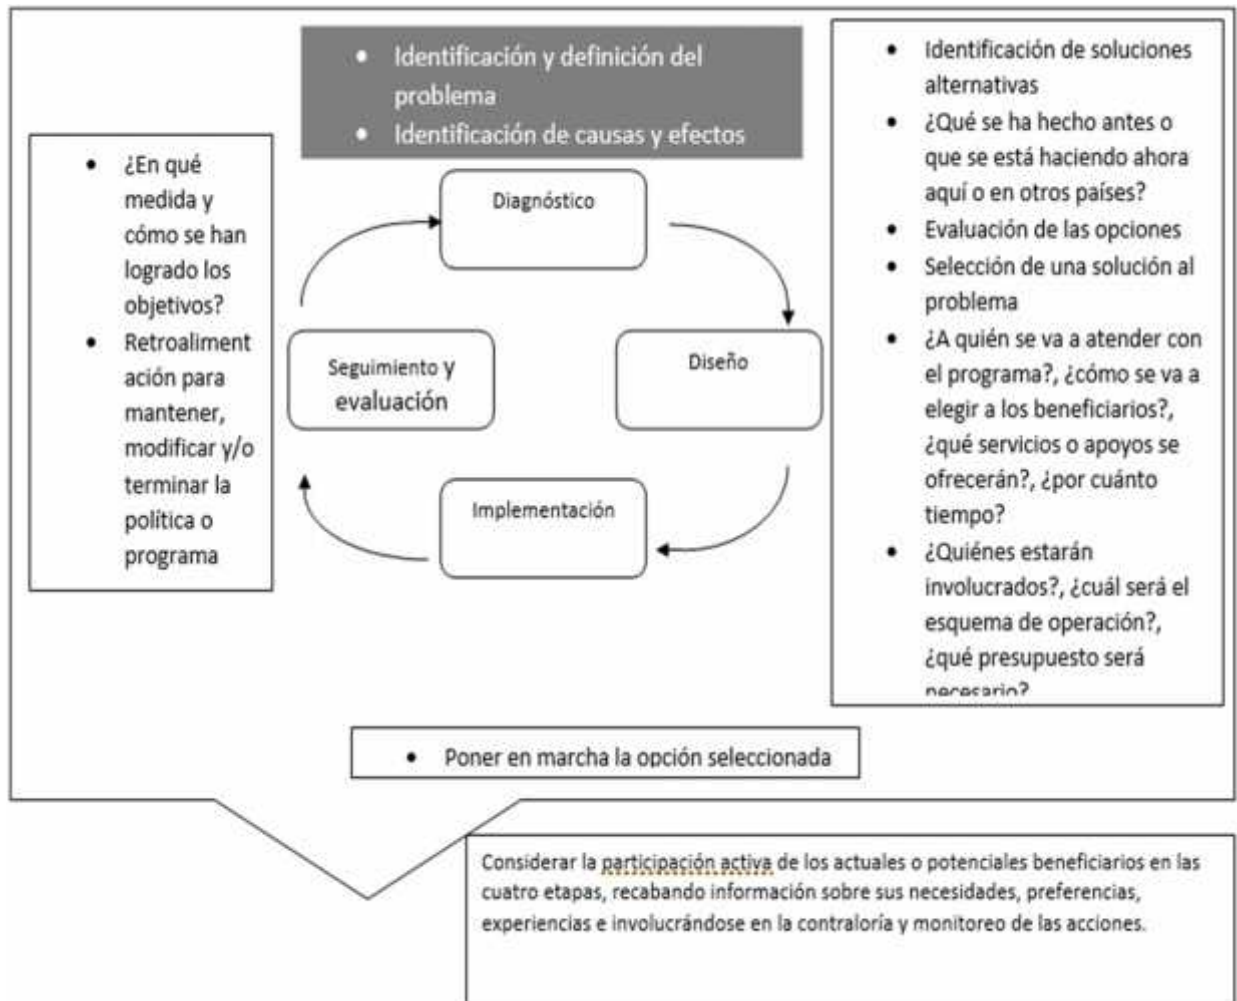 Identificación y definición del
problema
Identificación de causas y efectos
¿En qué
medida y
cómo se han
logrado los
objetivos?
Retroaliment
ación para
mantener,
modificar y/o
terminar la
política o
programa
Diagnóstico
Seguimiento y
evaluación
Diseño
Implementación
Identificación de soluciones
alternativas
¿Qué se ha hecho antes o
que se está haciendo ahora
aquí o en otros países?
Evaluación de las opciones
Selección de una solución al
problema
¿A quién se va a atender con
el programa?, ¿cómo se va a
elegir a los beneficiarios?,
¿qué servicios o apoyos se
ofrecerán?, ¿por cuánto
tiempo?
¿Quiénes estarán
involucrados?, ¿cuál será el
esquema de operación?,
¿qué presupuesto será
necesario?
Poner en marcha la opción seleccionada
Considerar la participación activa de los actuales o potenciales beneficiarios en las
cuatro etapas, recabando información sobre sus necesidades, preferencias,
experiencias e involucrándose en la contraloría y monitoreo de las acciones.